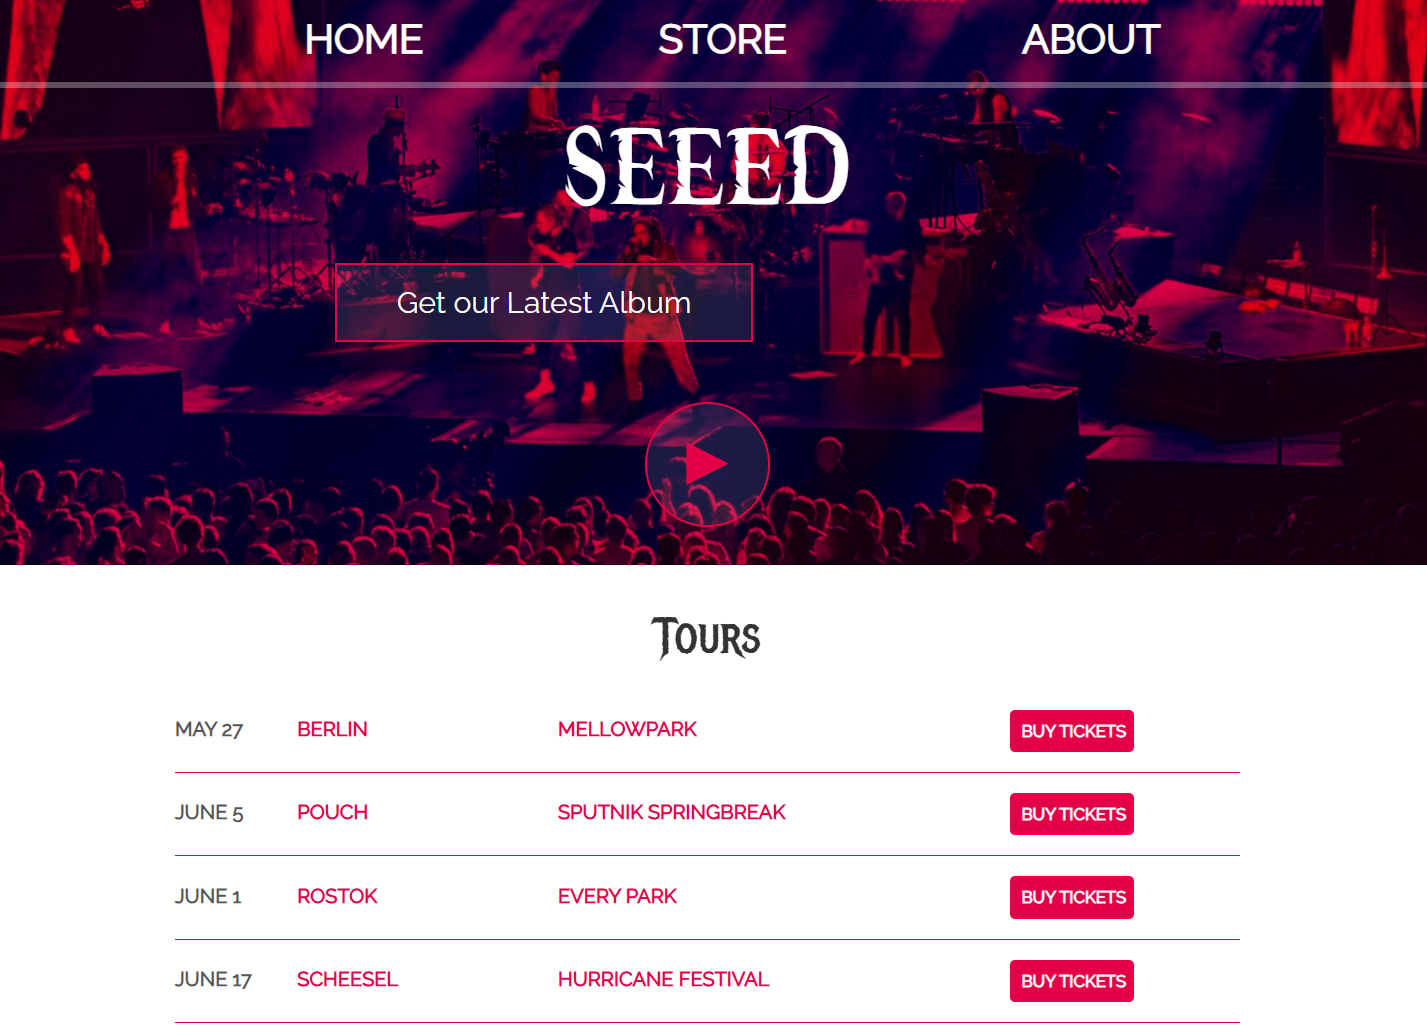 HOME STORE ABOUT
SEEED
Get our Latest Album
Tours
MAY 27 BERLIN MELLOWPARK BUY TICKETS
JUNE 5 POUCH SPUTNIK SPRINGBREAK BUY TICKETS
JUNE 1 ROSTOK EVERY PARK BUY TICKETS
JUNE 17 SCHEESEL HURRICANE FESTIVAL BUY TICKETS